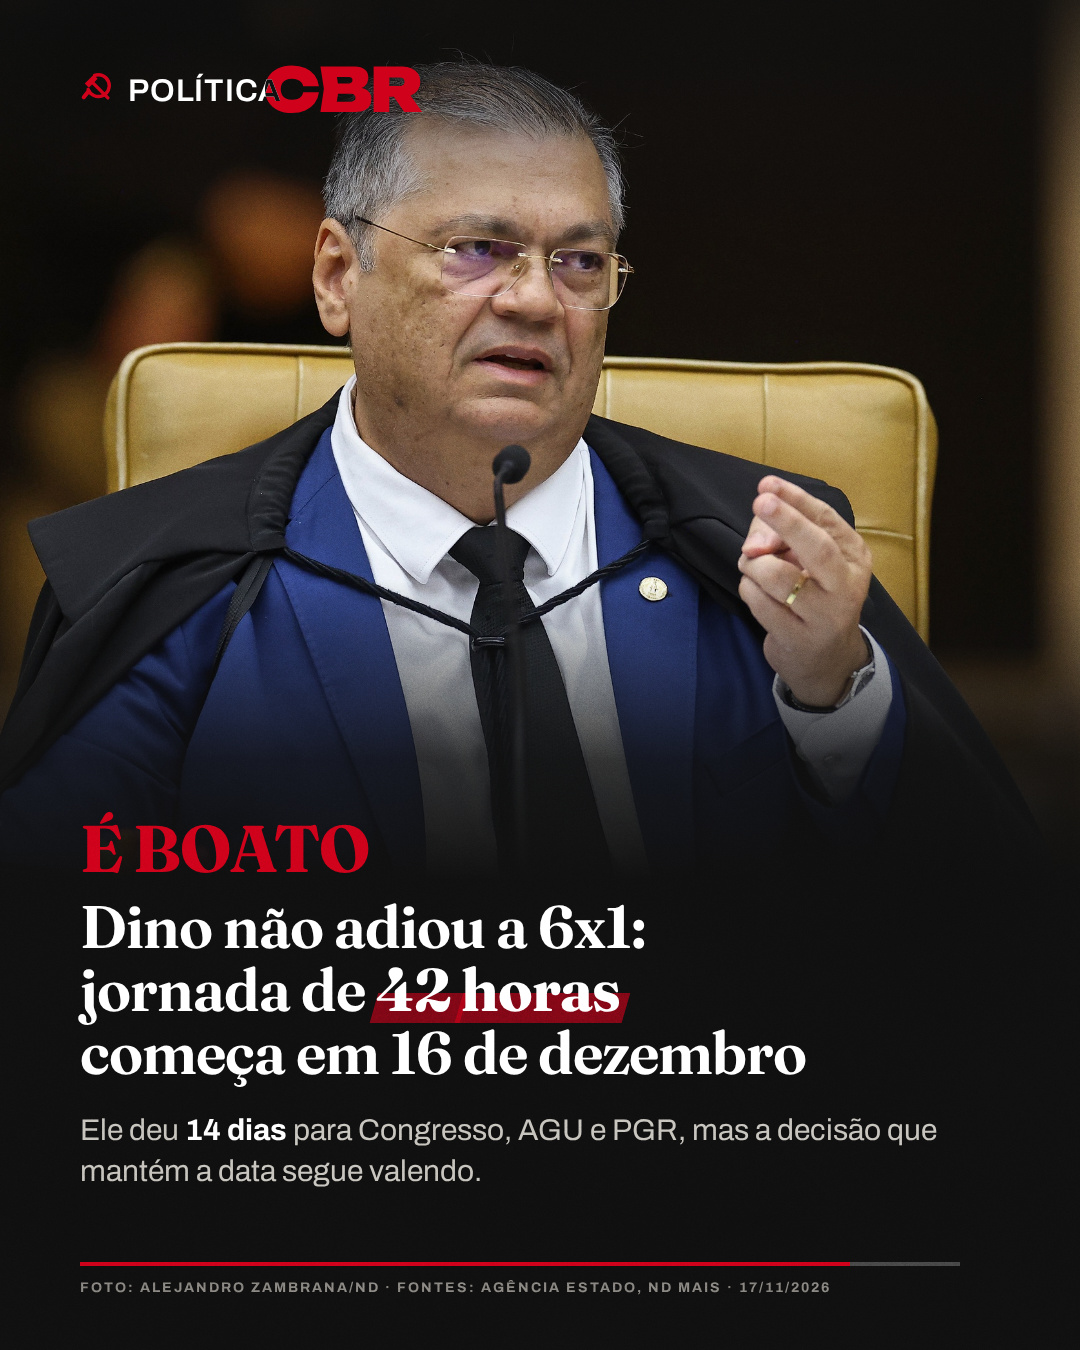 POLÍTICACBR
É BOATO
Dino não adiou a 6x1:
jornada de 42 horas
começa em 16 de dezembro
Ele deu 14 dias para Congresso, AGU e PGR, mas a decisão que
mantém a data segue valendo.
FOTO: ALEJANDRO ZAMBRANA/ND · FONTES: AGÊNCIA ESTADO, ND MAIS · 17/11/2026